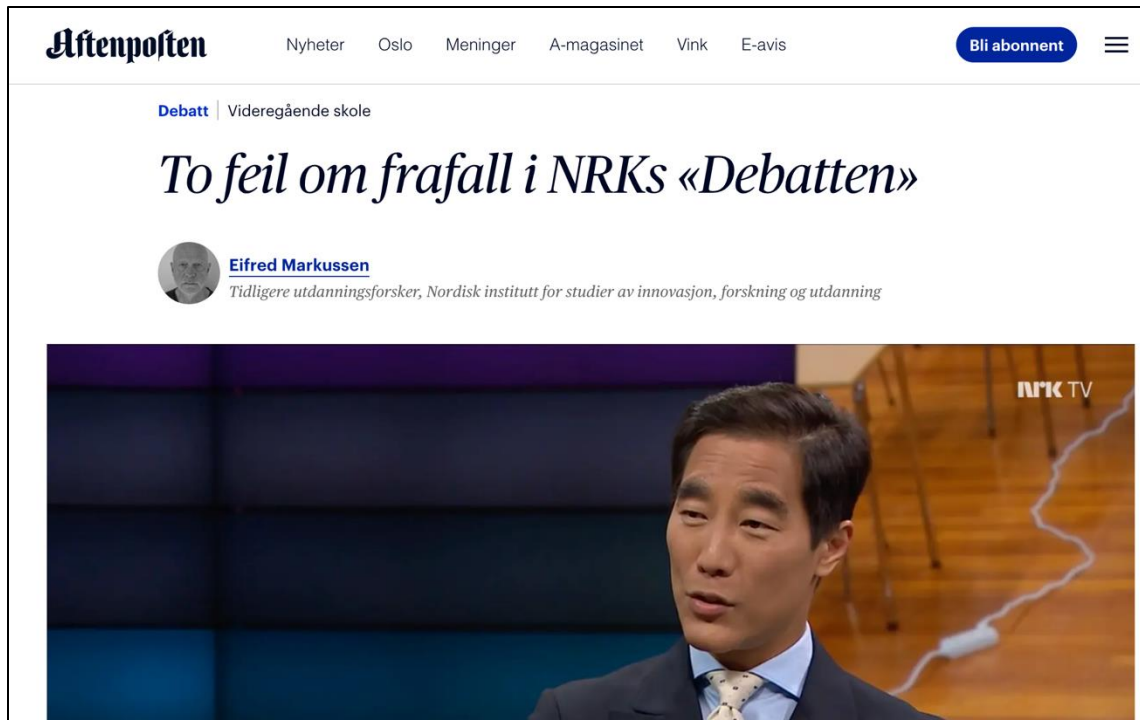 Aftenposten
Nyheter Oslo Meninger A-magasinet Vink E-avis Bli abonnent
Debatt | Videregående skole
To feil om frafall i NRKs «Debatten»
Eifred Markussen
Tidligere utdanningsforsker, Nordisk institutt for studier av innovasjon, forskning og utdanning
NRK TV